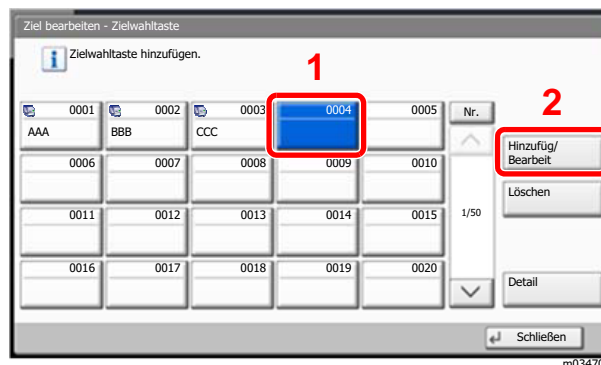 Ziel bearbeiten - Zielwahltaste
Zielwahltaste hinzufügen.
1
0001 0002 0003 0004 0005 Nr. 2
AAA BBB CCC
Hinzufüg/
Bearbeit
0006 0007 0008 0009 0010
Löschen
0011 0012 0013 0014 0015 1/50
0016 0017 0018 0019 0020
Detail
Schließen
m03470